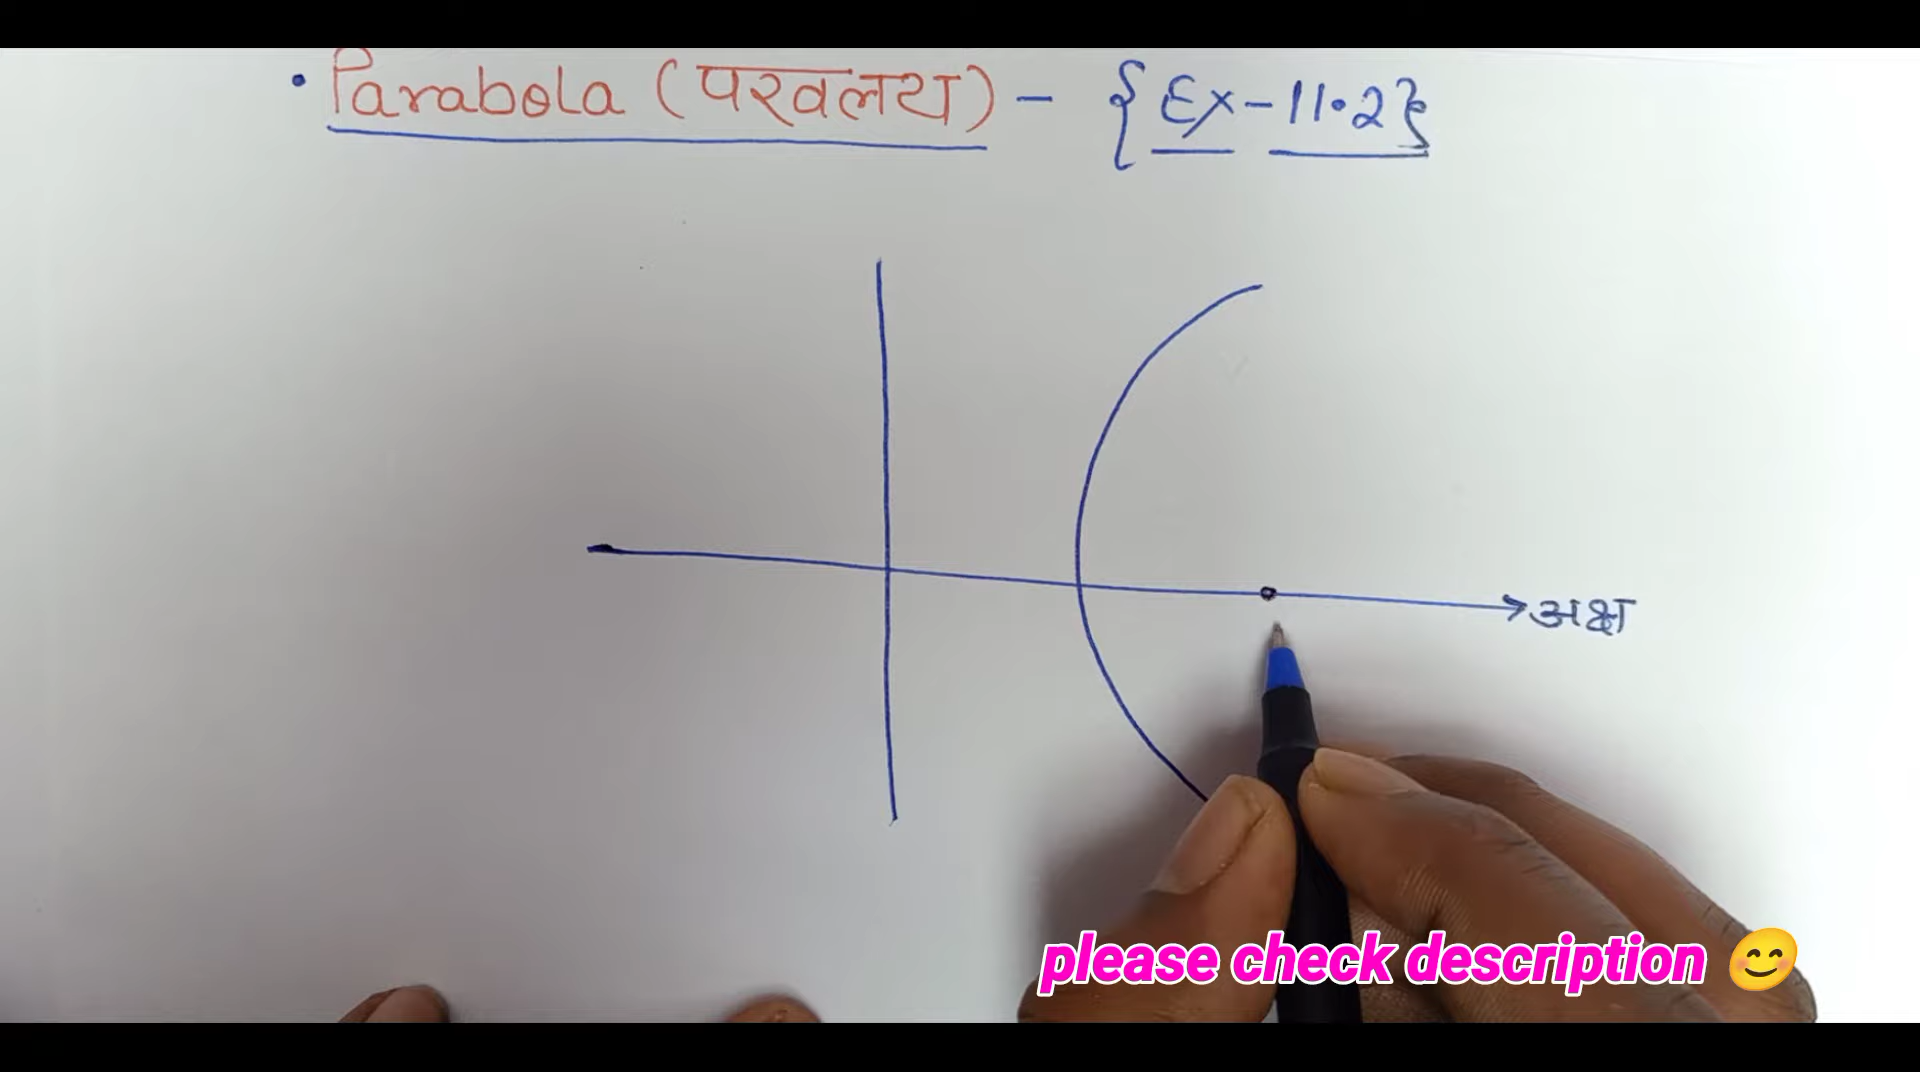 • Parabola (परवलय) - {Ex-11.2}
अक्ष
please check description 😊